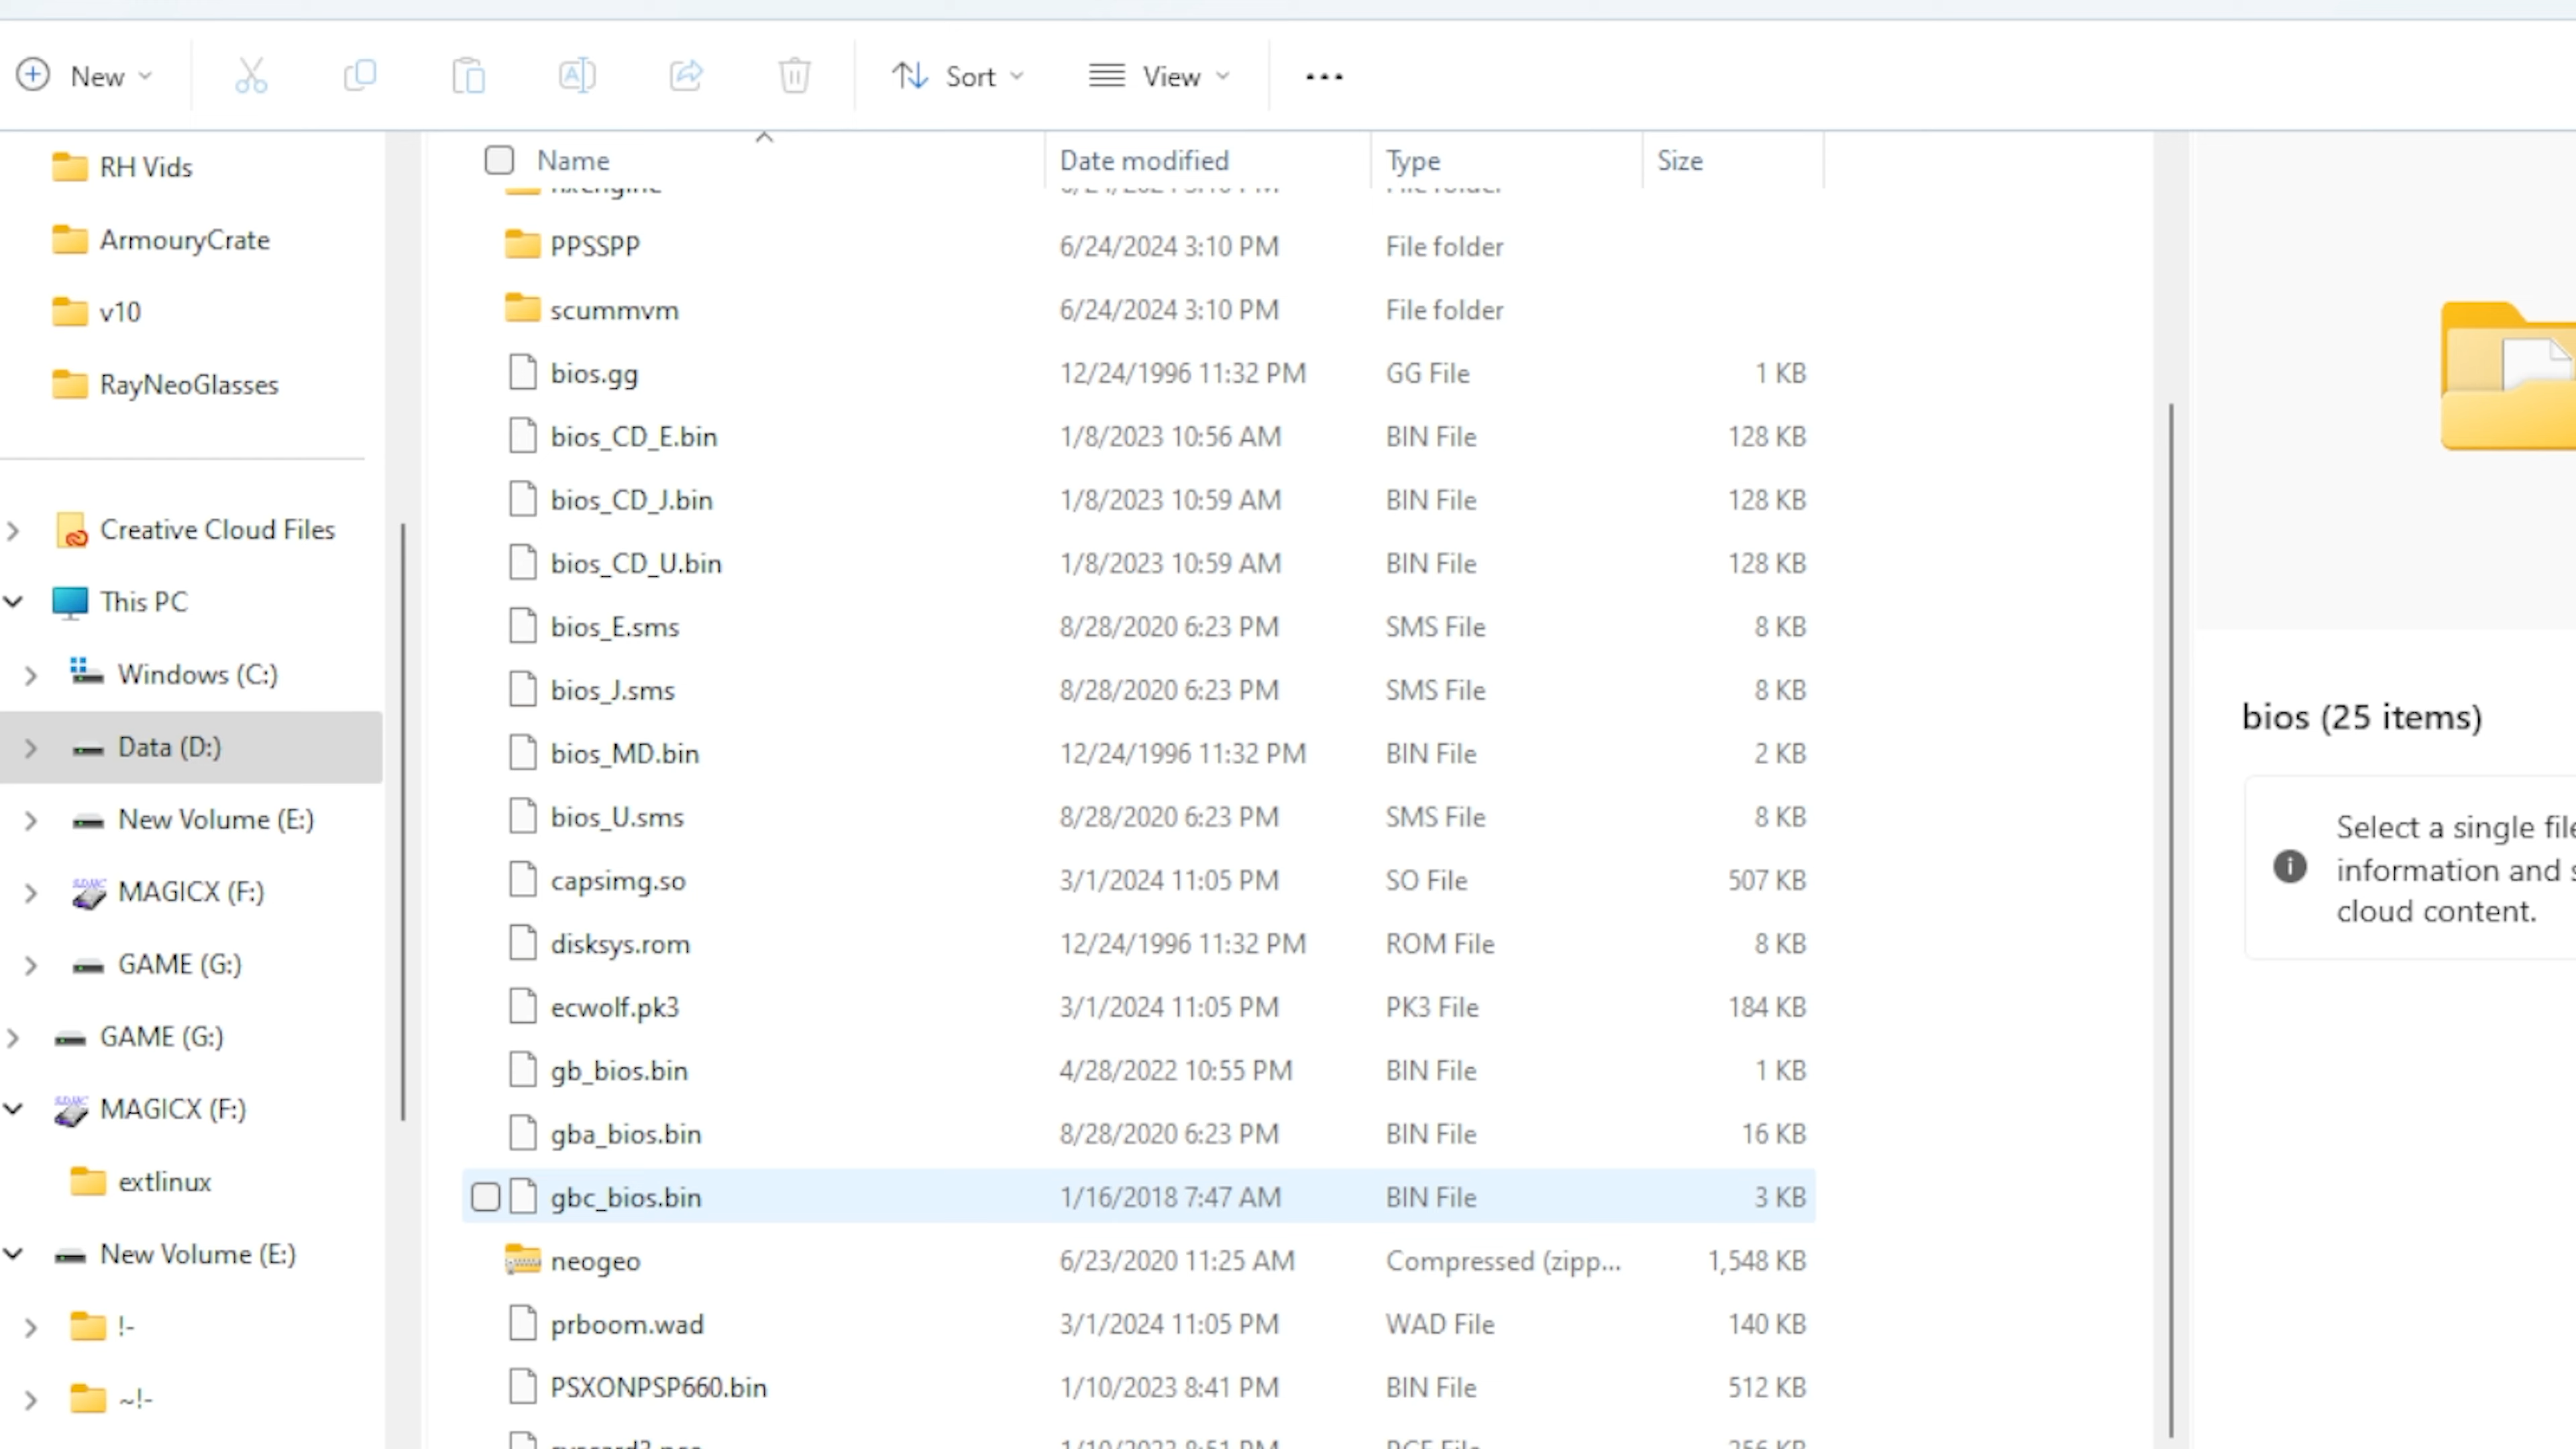 New
Sort
View
RH Vids
ArmouryCrate
v10
RayNeoGlasses
Creative Cloud Files
This PC
Windows (C:)
Data (D:)
New Volume (E:)
MAGICX (F:)
GAME (G:)
GAME (G:)
MAGICX (F:)
extlinux
New Volume (E:)
!-
~!-
Name Date modified Type Size
PPSSPP 6/24/2024 3:10 PM File folder
scummvm 6/24/2024 3:10 PM File folder
bios.gg 12/24/1996 11:32 PM GG File 1 KB
bios_CD_E.bin 1/8/2023 10:56 AM BIN File 128 KB
bios_CD_J.bin 1/8/2023 10:59 AM BIN File 128 KB
bios_CD_U.bin 1/8/2023 10:59 AM BIN File 128 KB
bios_E.sms 8/28/2020 6:23 PM SMS File 8 KB
bios_J.sms 8/28/2020 6:23 PM SMS File 8 KB
bios_MD.bin 12/24/1996 11:32 PM BIN File 2 KB
bios_U.sms 8/28/2020 6:23 PM SMS File 8 KB
capsimg.so 3/1/2024 11:05 PM SO File 507 KB
disksys.rom 12/24/1996 11:32 PM ROM File 8 KB
ecwolf.pk3 3/1/2024 11:05 PM PK3 File 184 KB
gb_bios.bin 4/28/2022 10:55 PM BIN File 1 KB
gba_bios.bin 8/28/2020 6:23 PM BIN File 16 KB
gbc_bios.bin 1/16/2018 7:47 AM BIN File 3 KB
neogeo 6/23/2020 11:25 AM Compressed (zipp... 1,548 KB
prboom.wad 3/1/2024 11:05 PM WAD File 140 KB
PSXONPSP660.bin 1/10/2023 8:41 PM BIN File 512 KB
bios (25 items)
Select a single file
information and s
cloud content.